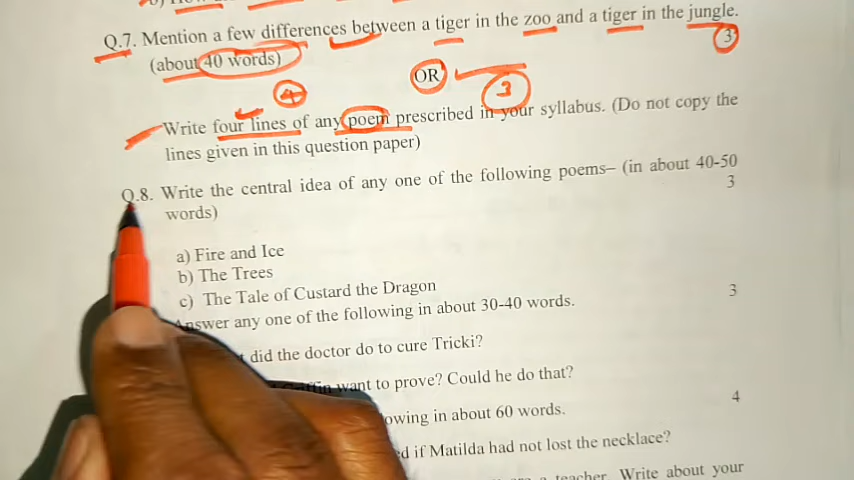 Q.7. Mention a few differences between a tiger in the zoo and a tiger in the jungle.
(about 40 words) 3
4 OR 3
Write four lines of any poem prescribed in your syllabus. (Do not copy the
lines given in this question paper)
Q.8. Write the central idea of any one of the following poems– (in about 40-50
words) 3
a) Fire and Ice
b) The Trees
c) The Tale of Custard the Dragon
Answer any one of the following in about 30-40 words. 3
did the doctor do to cure Tricki?
want to prove? Could he do that?
in about 60 words. 4
if Matilda had not lost the necklace?
a teacher. Write about your